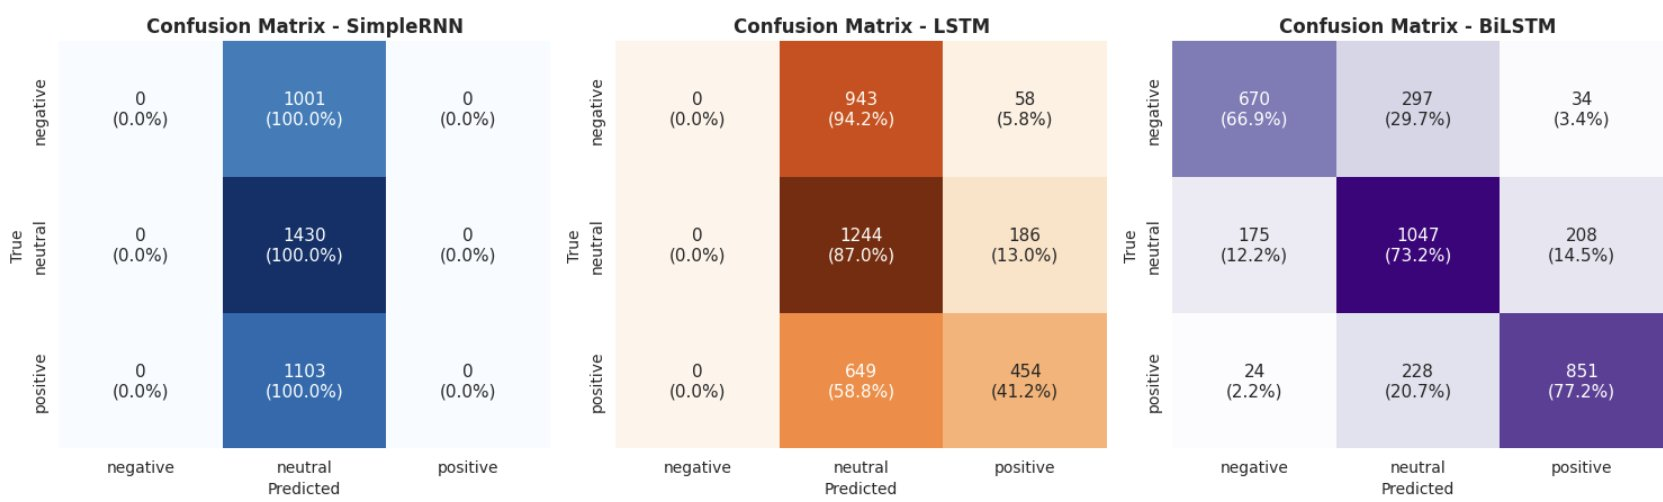 Confusion Matrix - SimpleRNN
negative
0
(0.0%)
1001
(100.0%)
0
(0.0%)
True
neutral
0
(0.0%)
1430
(100.0%)
0
(0.0%)
positive
0
(0.0%)
1103
(100.0%)
0
(0.0%)
negative
neutral
positive
Predicted
Confusion Matrix - LSTM
negative
0
(0.0%)
943
(94.2%)
58
(5.8%)
True
neutral
0
(0.0%)
1244
(87.0%)
186
(13.0%)
positive
0
(0.0%)
649
(58.8%)
454
(41.2%)
negative
neutral
positive
Predicted
Confusion Matrix - BiLSTM
negative
670
(66.9%)
297
(29.7%)
34
(3.4%)
True
neutral
175
(12.2%)
1047
(73.2%)
208
(14.5%)
positive
24
(2.2%)
228
(20.7%)
851
(77.2%)
negative
neutral
positive
Predicted